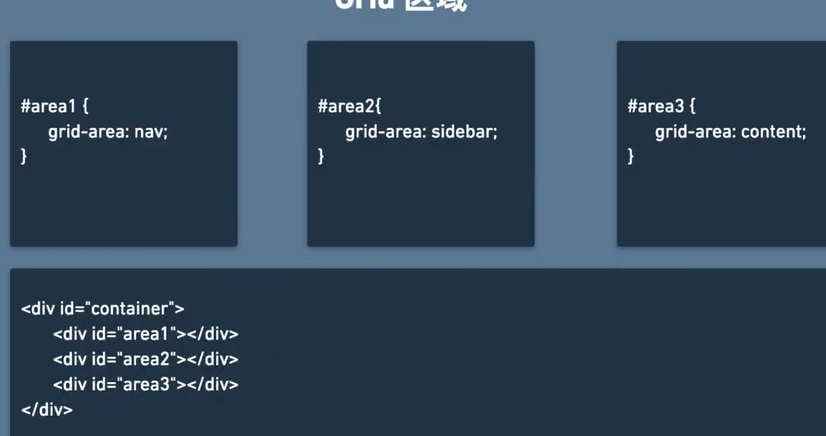 Grid 区域
#area1 {
grid-area: nav;
}
#area2{
grid-area: sidebar;
}
#area3 {
grid-area: content;
}
<div id="container">
<div id="area1"></div>
<div id="area2"></div>
<div id="area3"></div>
</div>